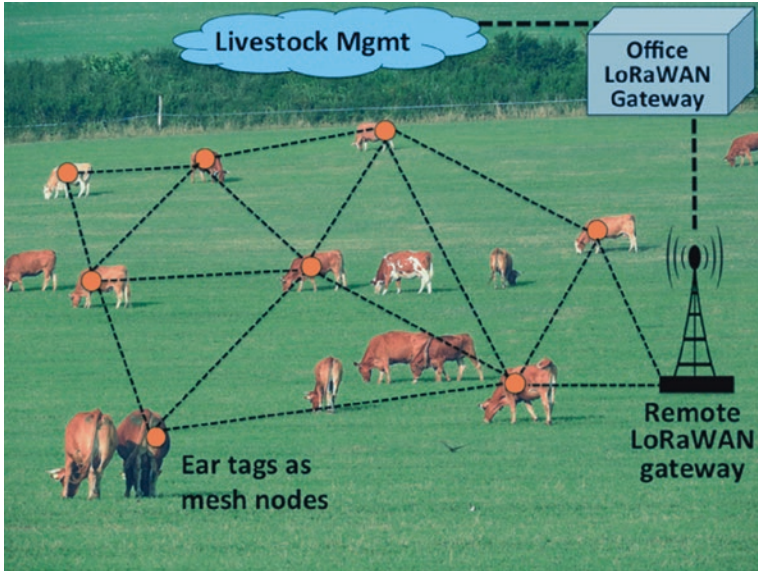 Livestock Mgmt
Office
LoRaWAN
Gateway
Remote
LoRaWAN
gateway
Ear tags as
mesh nodes